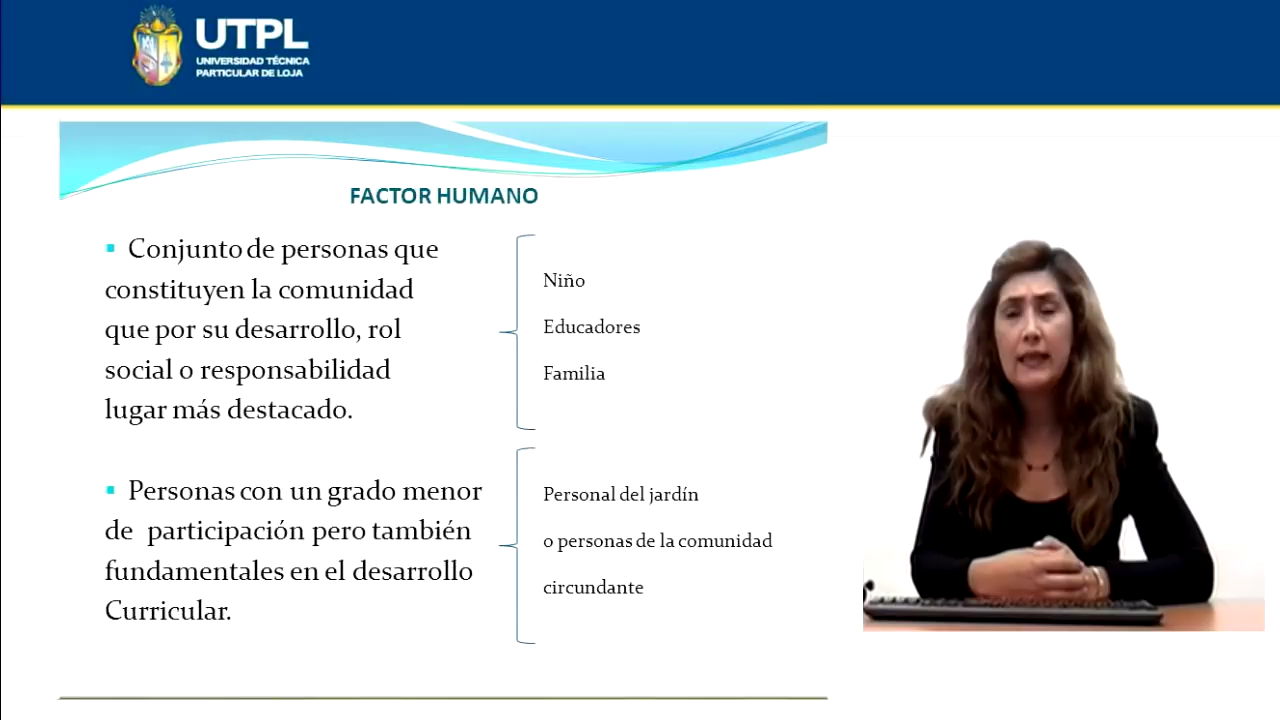 UTPL
UNIVERSIDAD TÉCNICA
PARTICULAR DE LOJA
FACTOR HUMANO
Conjunto de personas que
constituyen la comunidad
que por su desarrollo, rol
social o responsabilidad
lugar más destacado.
Niño
Educadores
Familia
Personas con un grado menor
de participación pero también
fundamentales en el desarrollo
Curricular.
Personal del jardín
o personas de la comunidad
circundante